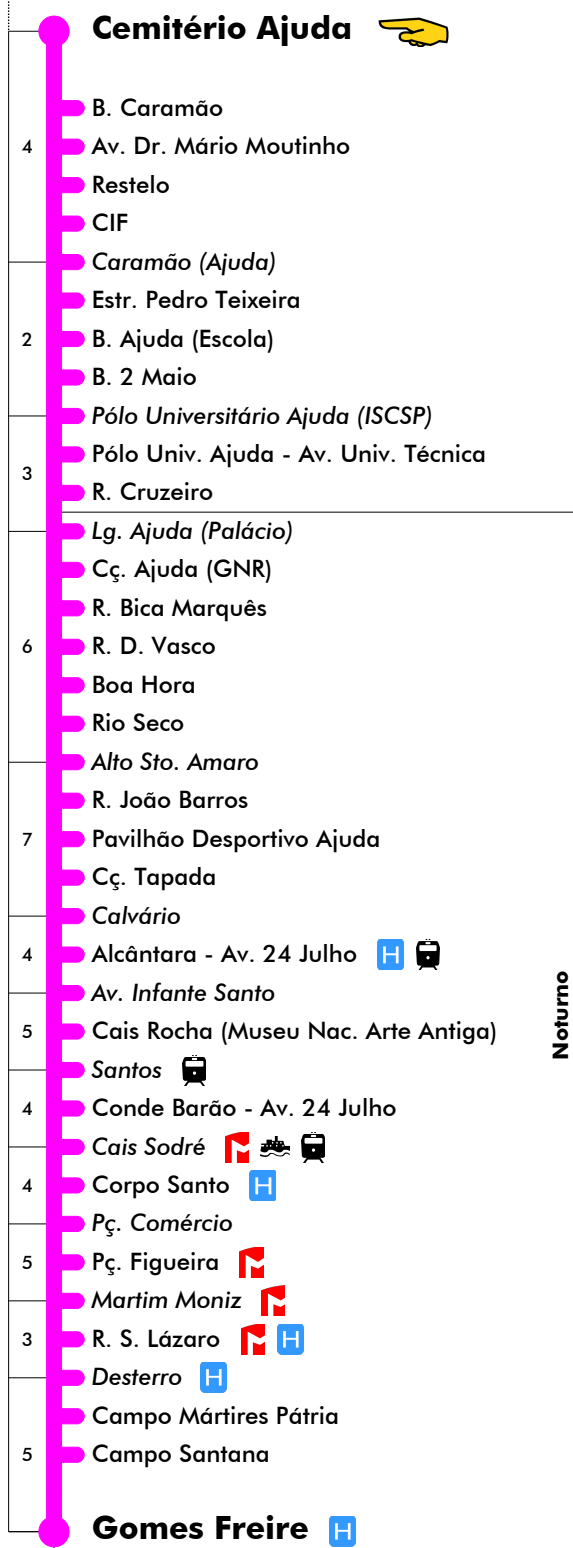 Cemitério Ajuda
B. Caramão
4 Av. Dr. Mário Moutinho
Restelo
CIF
Caramão (Ajuda)
Estr. Pedro Teixeira
2 B. Ajuda (Escola)
B. 2 Maio
Pólo Universitário Ajuda (ISCSP)
Pólo Univ. Ajuda - Av. Univ. Técnica
3
R. Cruzeiro
Lg. Ajuda (Palácio)
Cç. Ajuda (GNR)
R. Bica Marquês
6 R. D. Vasco
Boa Hora
Rio Seco
Alto Sto. Amaro
R. João Barros
7 Pavilhão Desportivo Ajuda
Cç. Tapada
Calvário
4 Alcântara - Av. 24 Julho H
Av. Infante Santo
Noturno
5 Cais Rocha (Museu Nac. Arte Antiga)
Santos
4 Conde Barão - Av. 24 Julho
Cais Sodré
4 Corpo Santo H
Pç. Comércio
5 Pç. Figueira
Martim Moniz
3 R. S. Lázaro H
Desterro H
Campo Mártires Pátria
5 Campo Santana
Gomes Freire H